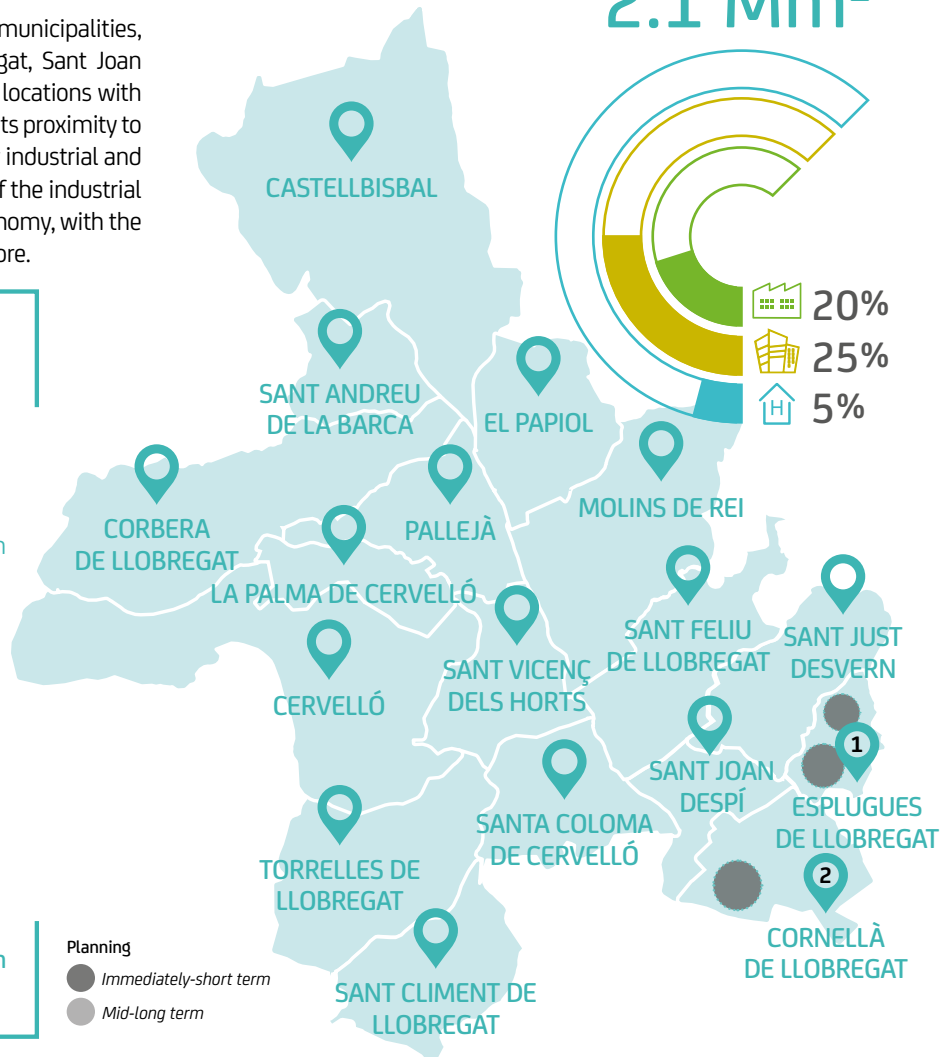 municipalities,
gat, Sant Joan
locations with
ts proximity to
industrial and
f the industrial
nomy, with the
ore.
2.1 Mm²
20%
25%
H 5%
CASTELLBISBAL
SANT ANDREU
DE LA BARCA
EL PAPIOL
MOLINS DE REI
CORBERA
DE LLOBREGAT
PALLEJÀ
LA PALMA DE CERVELLÓ
SANT FELIU
DE LLOBREGAT
SANT JUST
DESVERN
CERVELLÓ
SANT VICENÇ
DELS HORTS
1
SANT JOAN
DESPÍ
ESPLUGUES
DE LLOBREGAT
SANTA COLOMA
DE CERVELLÓ
TORRELLES DE
LLOBREGAT
2
CORNELLÀ
DE LLOBREGAT
SANT CLIMENT DE
LLOBREGAT
n
n
Planning
Immediately-short term
Mid-long term